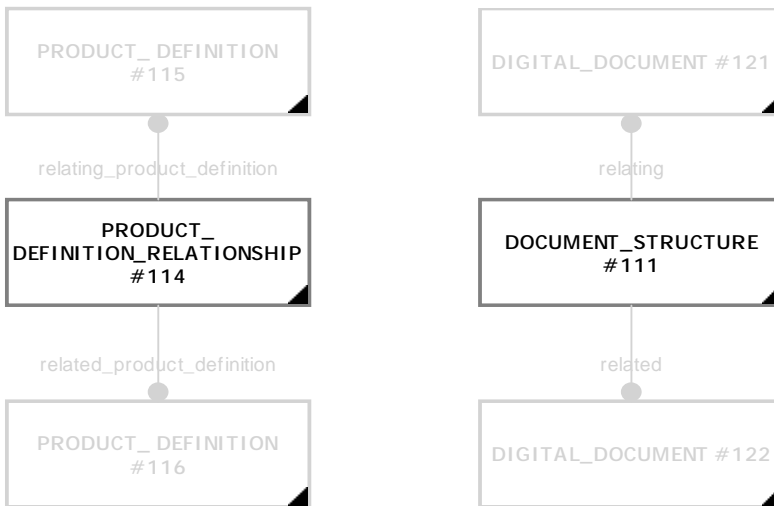 PRODUCT_ DEFINITION
#115
relating_product_definition
PRODUCT_
DEFINITION_RELATIONSHIP
#114
related_product_definition
PRODUCT_ DEFINITION
#116
DIGITAL_DOCUMENT #121
relating
DOCUMENT_STRUCTURE
#111
related
DIGITAL_DOCUMENT #122